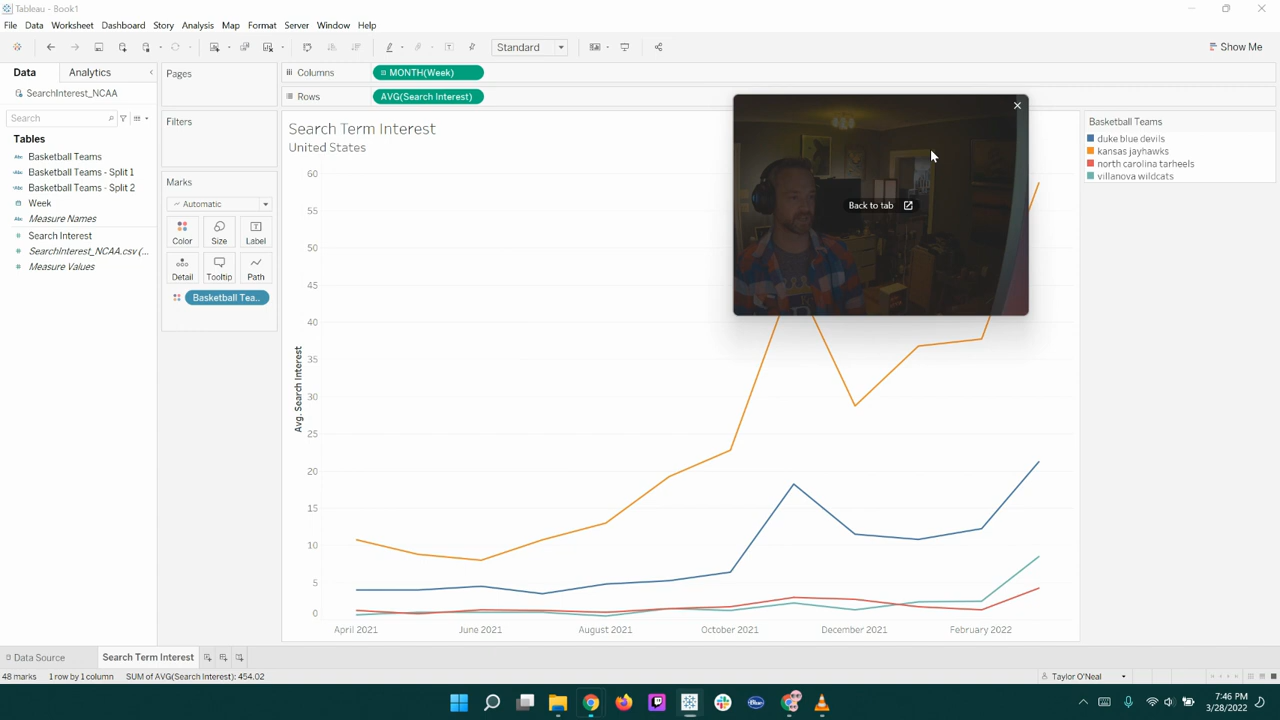 Tableau - Book1
File Data Worksheet Dashboard Story Analysis Map Format Server Window Help
Standard
Show Me
Data Analytics
SearchInterest_NCAA
Search
Tables
Basketball Teams
Basketball Teams - Split 1
Basketball Teams - Split 2
Week
Measure Names
Search Interest
SearchInterest_NCAA.csv (...
Measure Values
Pages
Filters
Marks
Automatic
Color Size Label
Detail Tooltip Path
Basketball Tea..
Columns MONTH(Week)
Rows AVG(Search Interest)
Search Term Interest
United States
60
55
50
45
40
35
30
25
20
15
10
5
0
Avg. Search Interest
April 2021 June 2021 August 2021 October 2021 December 2021 February 2022
Back to tab
Basketball Teams
duke blue devils
kansas jayhawks
north carolina tarheels
villanova wildcats
Data Source Search Term Interest
48 marks 1 row by 1 column SUM of AVG(Search Interest): 454.02
Taylor O'Neal
7:46 PM
3/28/2022